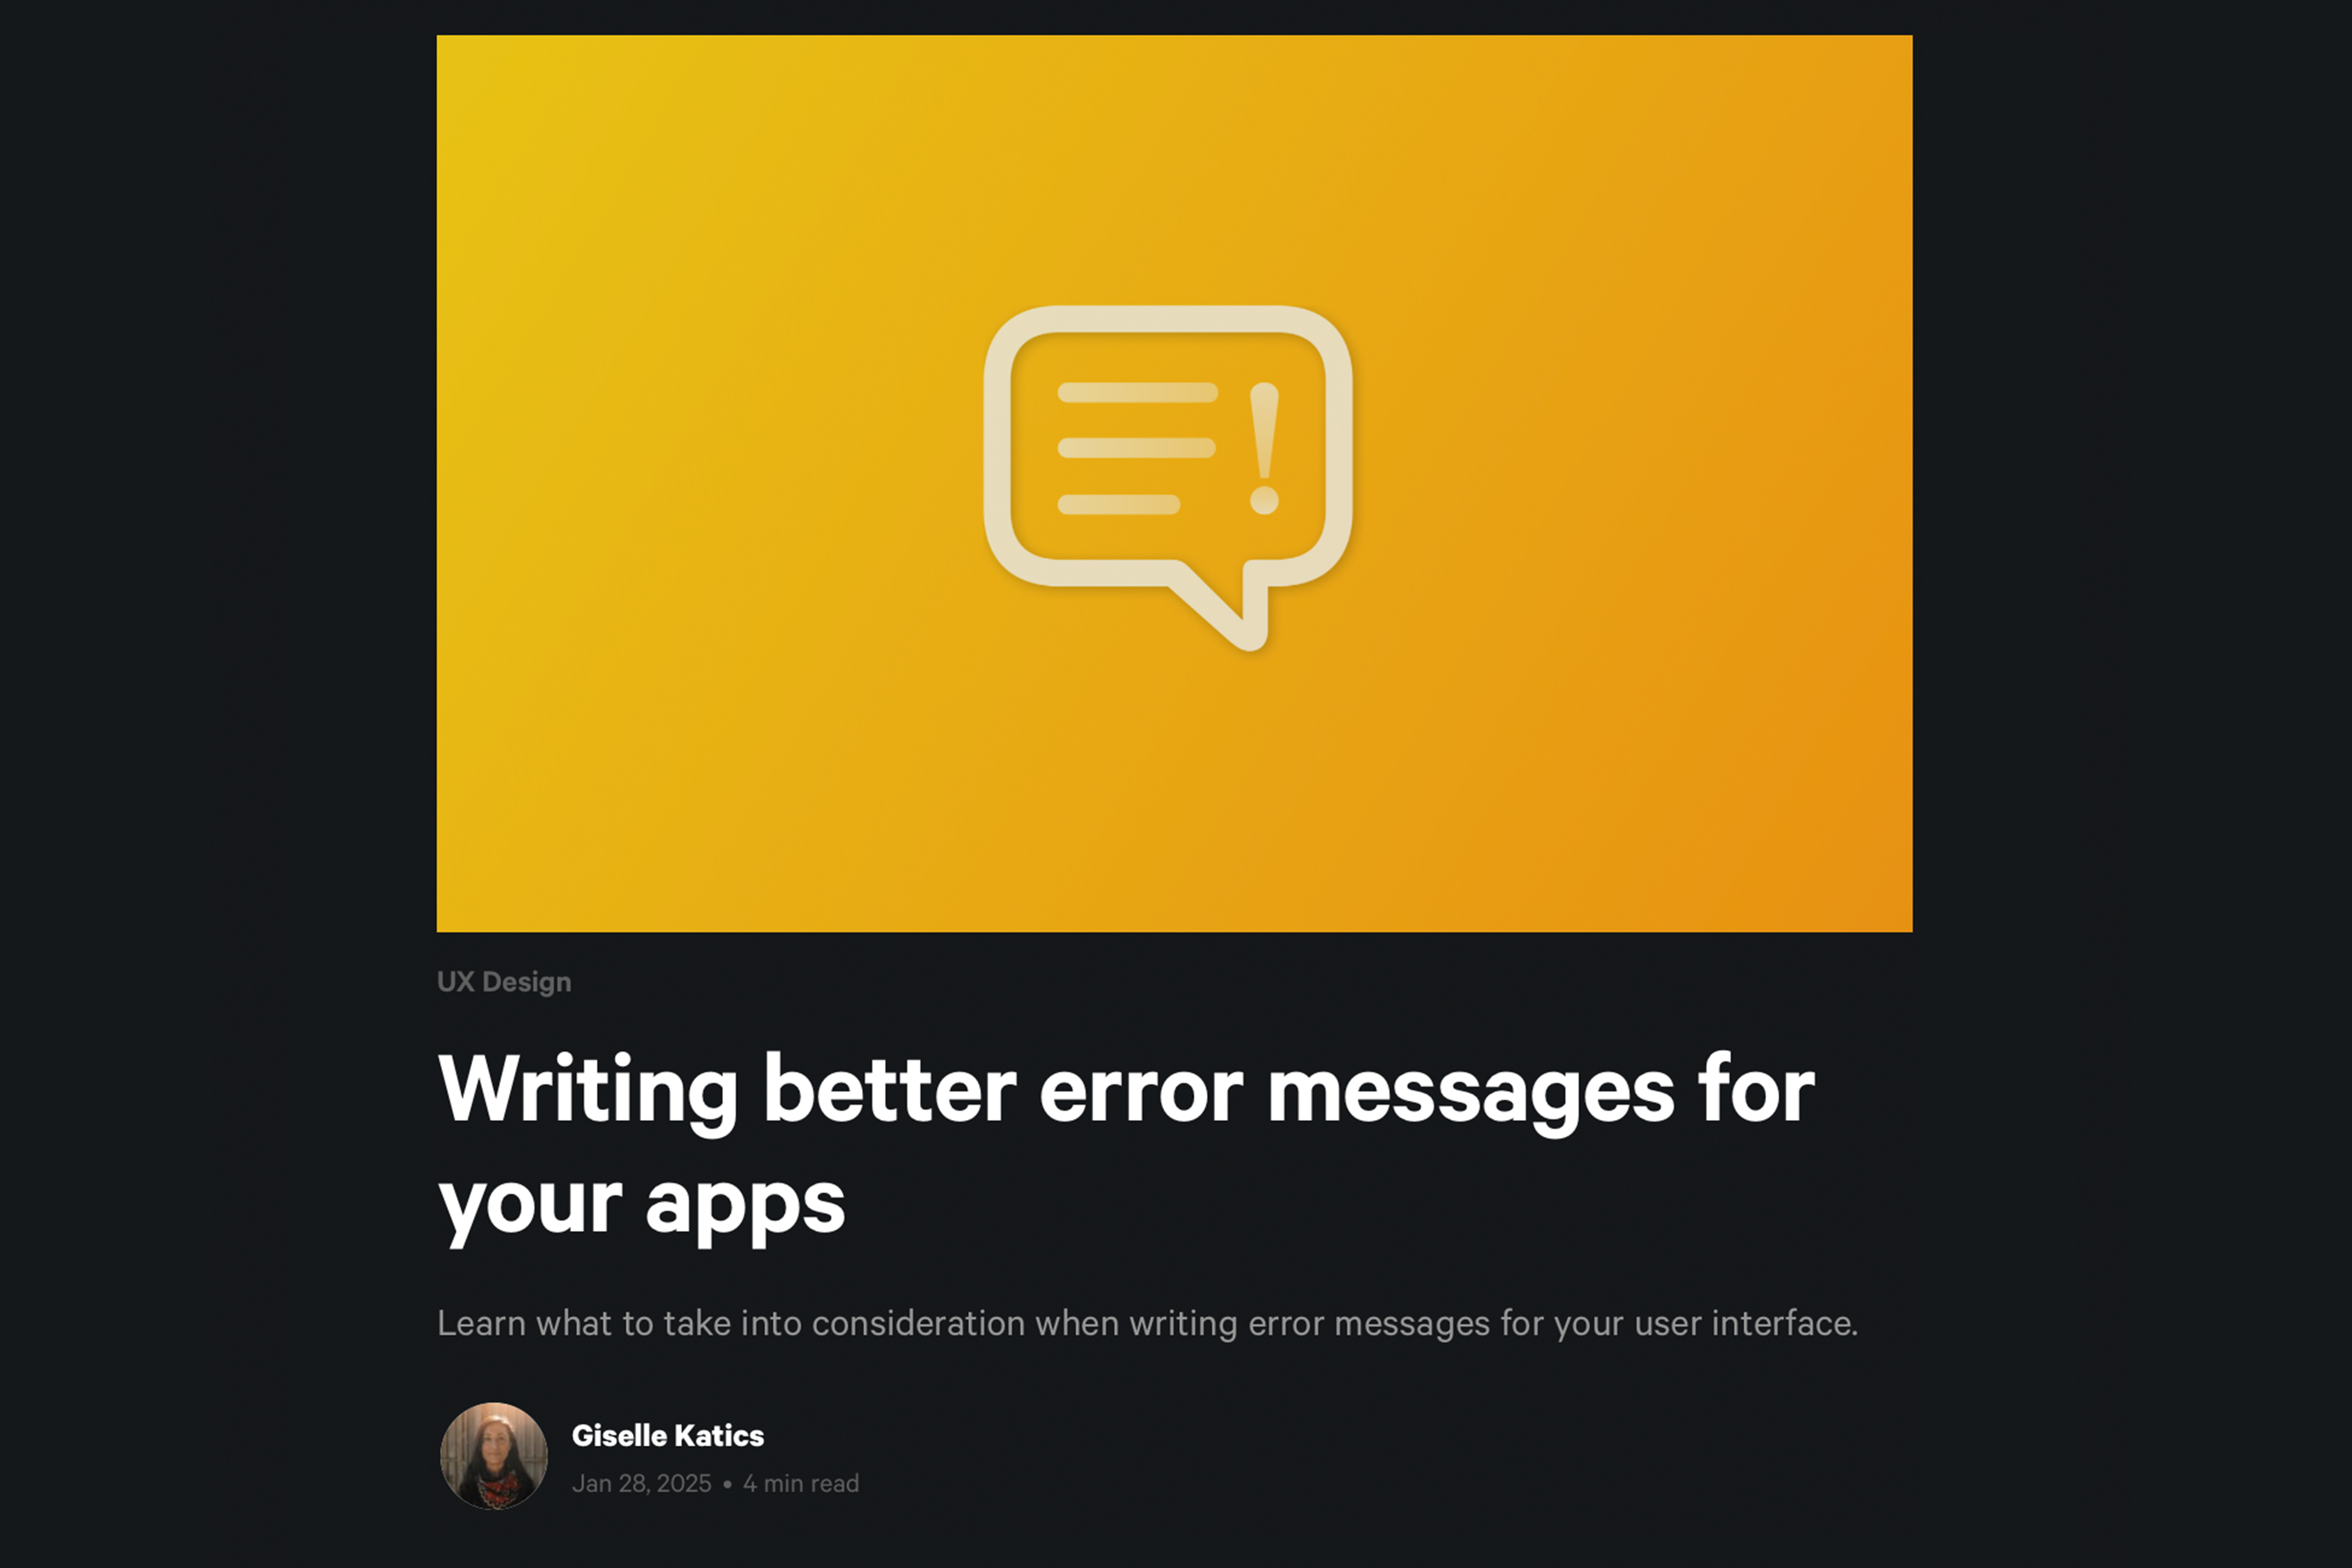 UX Design
Writing better error messages for
your apps
Learn what to take into consideration when writing error messages for your user interface.
Giselle Katics
Jan 28, 2025 • 4 min read